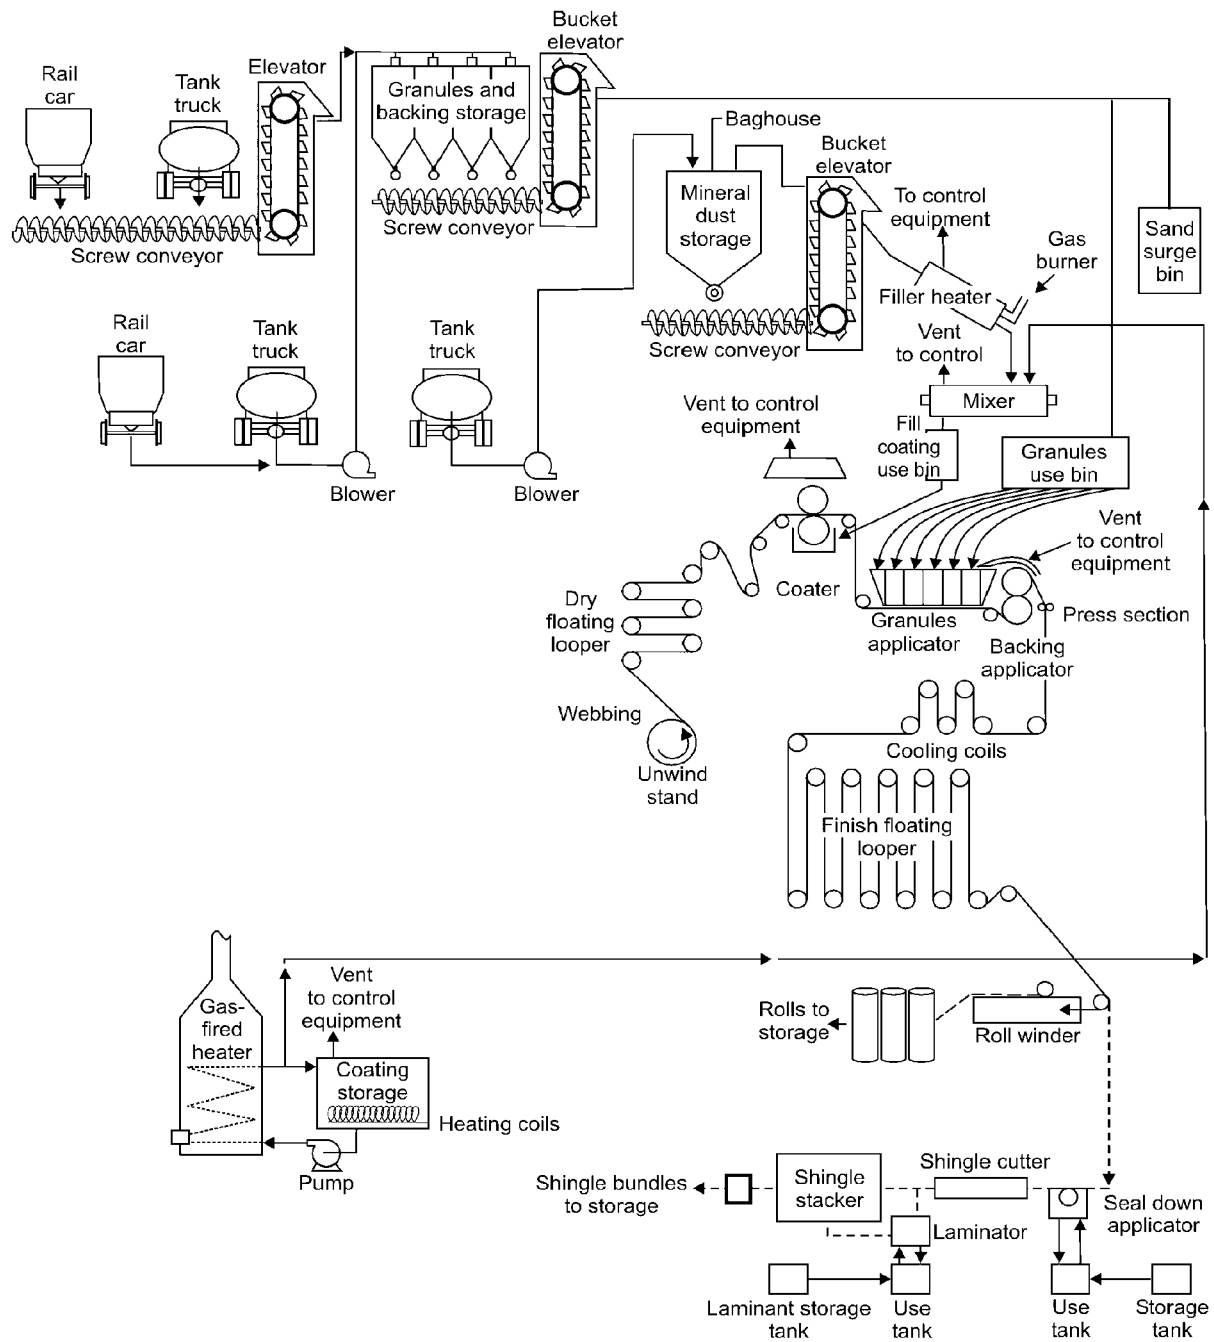 Bucket
elevator
Rail
car
Tank
truck
Elevator
Granules and
backing storage
Baghouse
Bucket
elevator
To control
equipment
Mineral
dust
storage
Sand
surge
bin
Gas
burner
Screw conveyor
Screw conveyor
Filler heater
Rail
car
Tank
truck
Tank
truck
Screw conveyor
Vent
to control
Mixer
Vent to control
equipment
Fill
coating
use bin
Granules
use bin
Blower
Blower
Vent
to control
equipment
Coater
Dry
floating
looper
Granules
applicator
Press section
Backing
applicator
Webbing
Unwind
stand
Cooling coils
Finish floating
looper
Vent
to control
equipment
Gas-
fired
heater
Rolls to
storage
Roll winder
Coating
storage
Heating coils
Pump
Shingle bundles
to storage
Shingle
stacker
Shingle cutter
Seal down
applicator
Laminator
Laminant storage
tank
Use
tank
Use
tank
Storage
tank